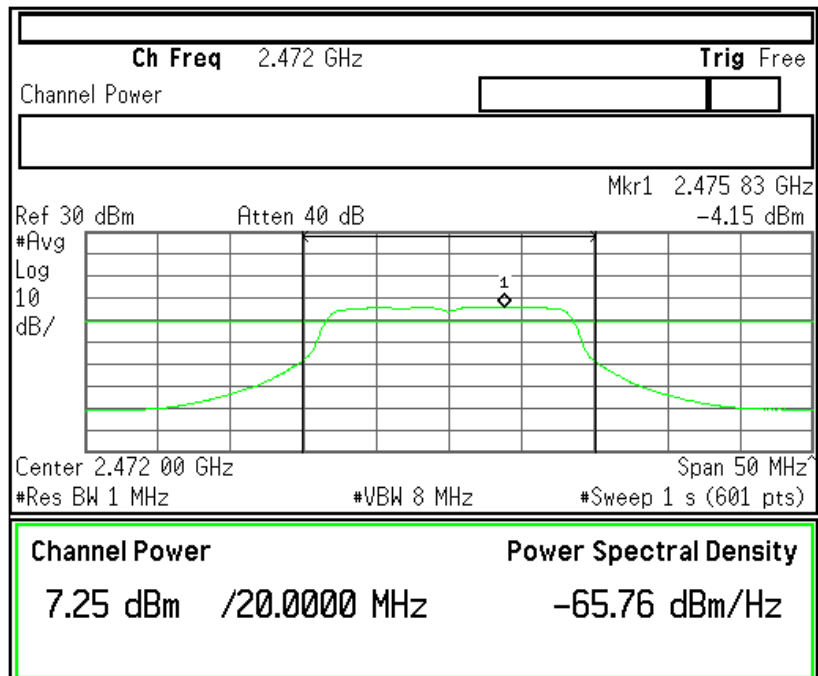 Ch Freq 2.472 GHz Trig Free
Channel Power
Mkr1 2.475 83 GHz
Ref 30 dBm Atten 40 dB -4.15 dBm
#Avg
Log
10
dB/
1
Center 2.472 00 GHz Span 50 MHz^
#Res BW 1 MHz #VBW 8 MHz #Sweep 1 s (601 pts)
Channel Power Power Spectral Density
7.25 dBm /20.0000 MHz -65.76 dBm/Hz